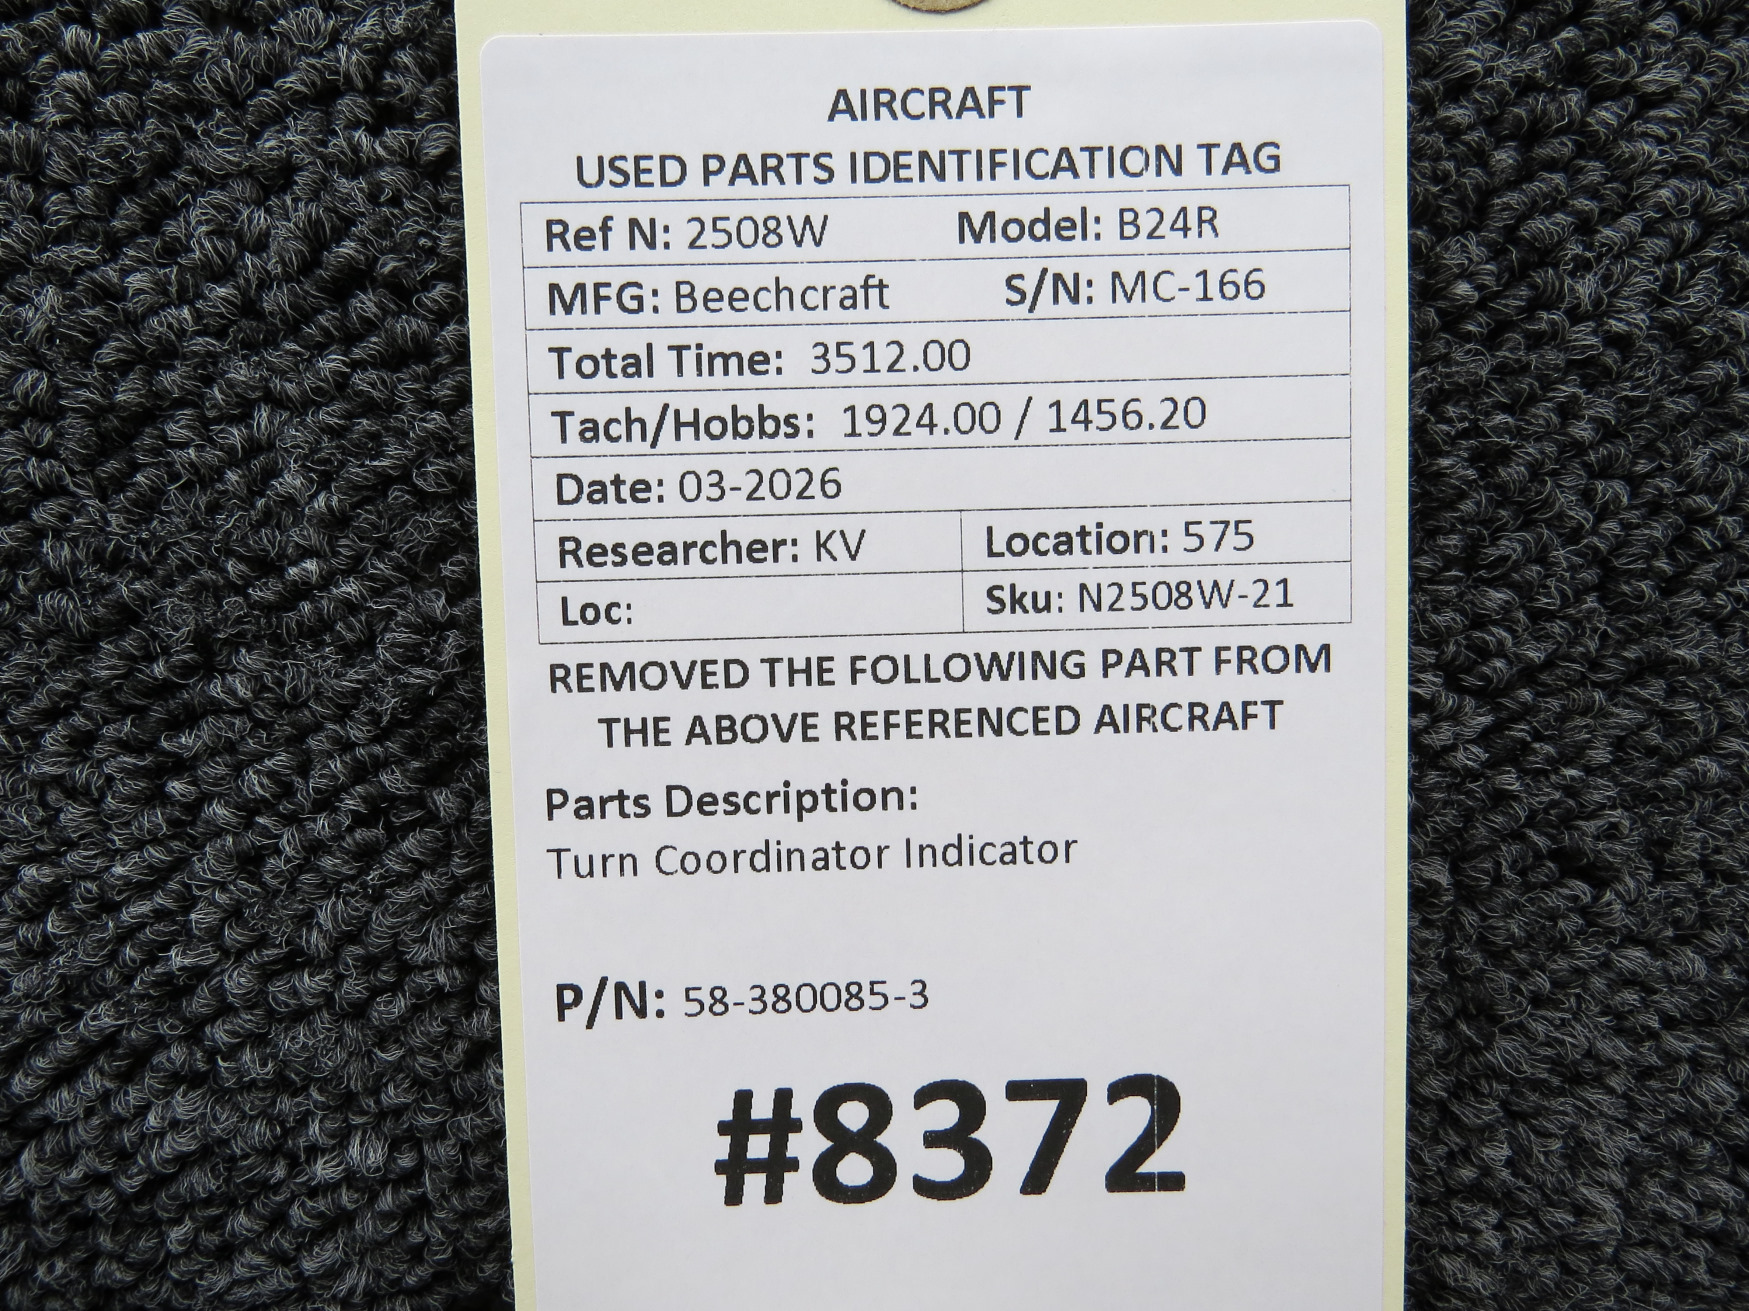 AIRCRAFT
USED PARTS IDENTIFICATION TAG
Ref N: 2508W Model: B24R
MFG: Beechcraft S/N: MC-166
Total Time: 3512.00
Tach/Hobbs: 1924.00 / 1456.20
Date: 03-2026
Researcher: KV Location: 575
Loc: Sku: N2508W-21
REMOVED THE FOLLOWING PART FROM
THE ABOVE REFERENCED AIRCRAFT
Parts Description:
Turn Coordinator Indicator
P/N: 58-380085-3
#8372